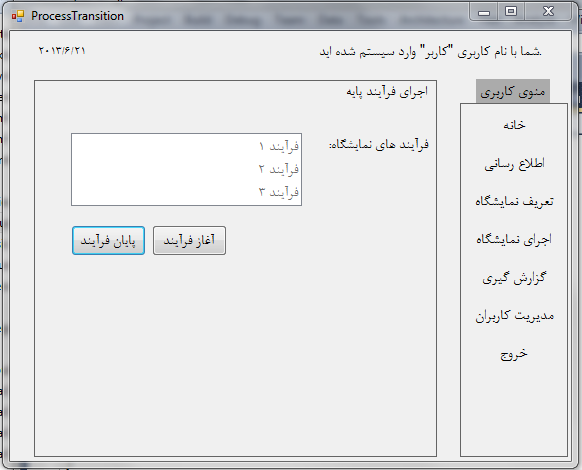 ProcessTransition
شما با نام کاربری "کاربر" وارد سیستم شده اید.
۲۰۱۳/۶/۲۱
منوی کاربری
خانه
اطلاع رسانی
تعریف نمایشگاه
اجرای نمایشگاه
گزارش گیری
مدیریت کاربران
خروج
اجرای فرآیند پایه
فرآیند های نمایشگاه:
فرآیند ۱
فرآیند ۲
فرآیند ۳
آغاز فرآیند
پایان فرآیند